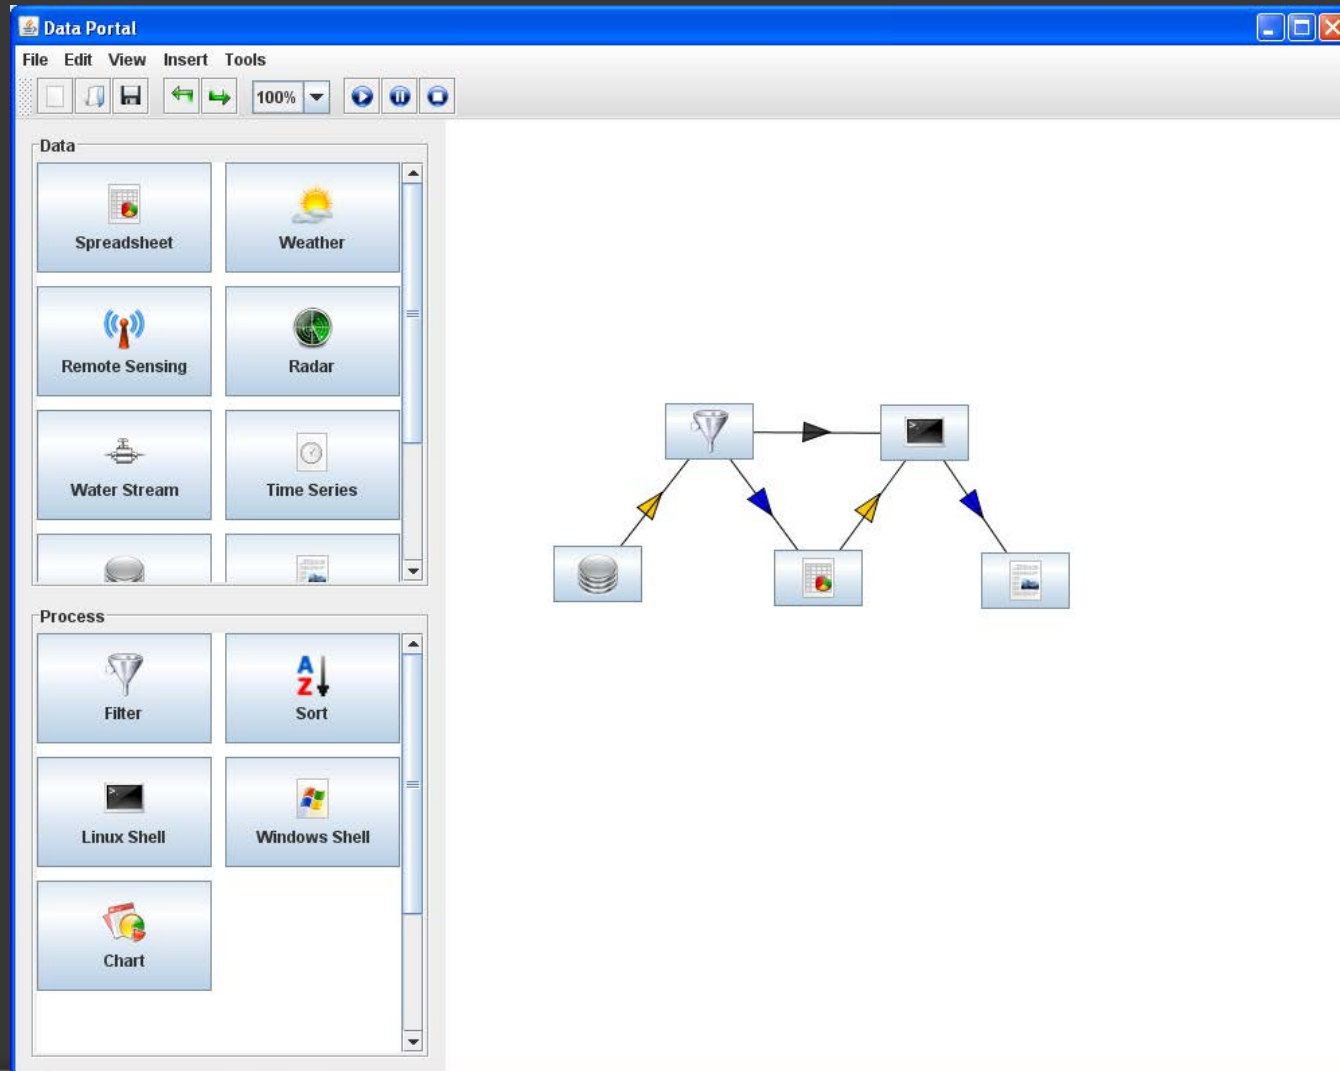 Data Portal
File Edit View Insert Tools
100%
Data
Spreadsheet Weather
Remote Sensing Radar
Water Stream Time Series
Process
Filter Sort
Linux Shell Windows Shell
Chart